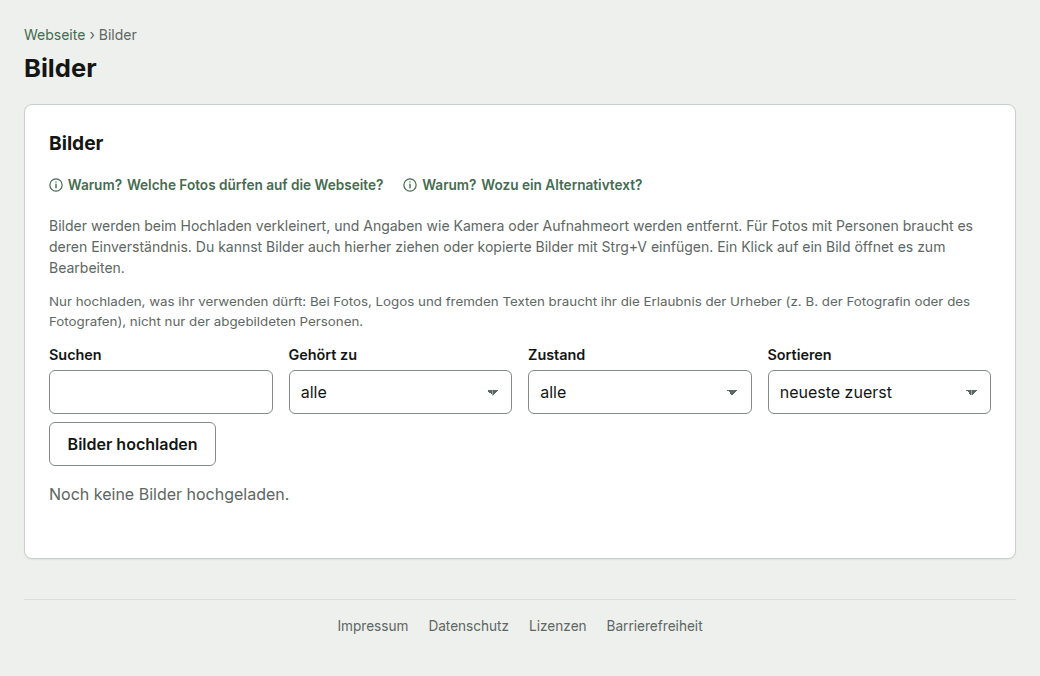 Webseite › Bilder
Bilder
Bilder
Warum? Welche Fotos dürfen auf die Webseite? Warum? Wozu ein Alternativtext?
Bilder werden beim Hochladen verkleinert, und Angaben wie Kamera oder Aufnahmeort werden entfernt. Für Fotos mit Personen braucht es
deren Einverständnis. Du kannst Bilder auch hierher ziehen oder kopierte Bilder mit Strg+V einfügen. Ein Klick auf ein Bild öffnet es zum
Bearbeiten.
Nur hochladen, was ihr verwenden dürft: Bei Fotos, Logos und fremden Texten braucht ihr die Erlaubnis der Urheber (z. B. der Fotografin oder des
Fotografen), nicht nur der abgebildeten Personen.
Suchen Gehört zu Zustand Sortieren
alle alle neueste zuerst
Bilder hochladen
Noch keine Bilder hochgeladen.
Impressum Datenschutz Lizenzen Barrierefreiheit